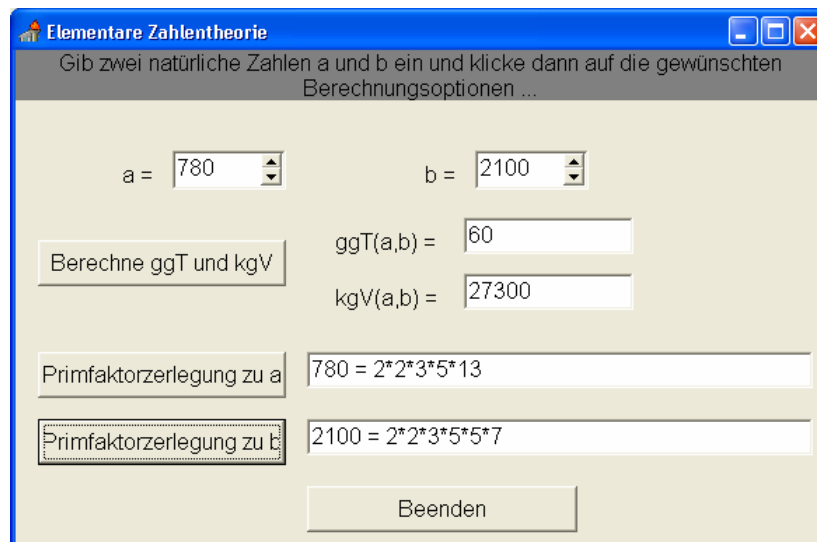 Elementare Zahlentheorie
Gib zwei natürliche Zahlen a und b ein und klicke dann auf die gewünschten
Berechnungsoptionen ...
a = 780 b = 2100
ggT(a,b) = 60
Berechne ggT und kgV
kgV(a,b) = 27300
Primfaktorzerlegung zu a 780 = 2*2*3*5*13
Primfaktorzerlegung zu b 2100 = 2*2*3*5*5*7
Beenden